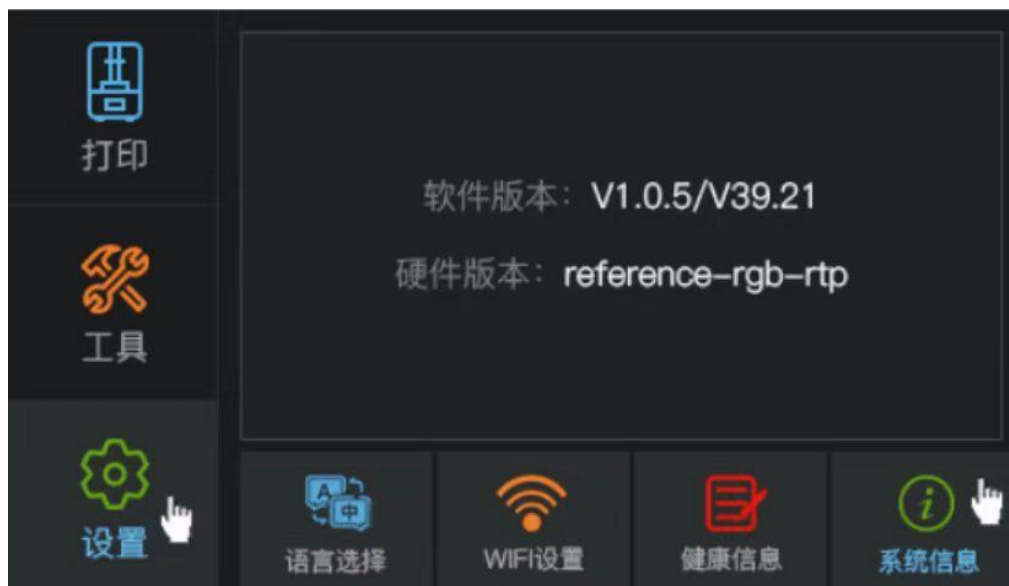 打印
工具
设置
软件版本：V1.0.5/V39.21
硬件版本：reference-rgb-rtp
A
中
语言选择
WIFI设置
健康信息
i
系统信息